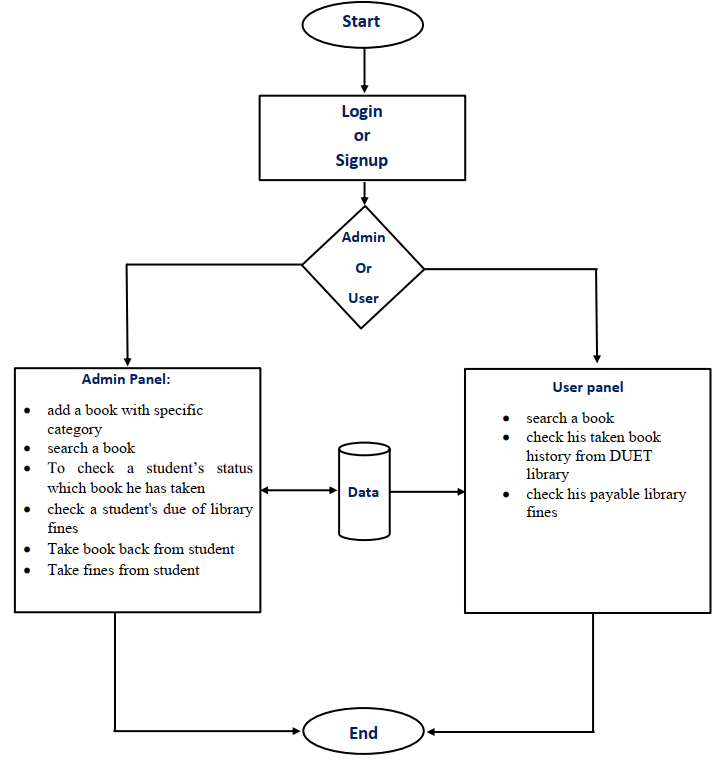 Start
Login
or
Signup
Admin
Or
User
Admin Panel:
• add a book with specific
category
• search a book
• To check a student’s status
which book he has taken
• check a student's due of library
fines
• Take book back from student
• Take fines from student
Data
User panel
• search a book
• check his taken book
history from DUET
library
• check his payable library
fines
End